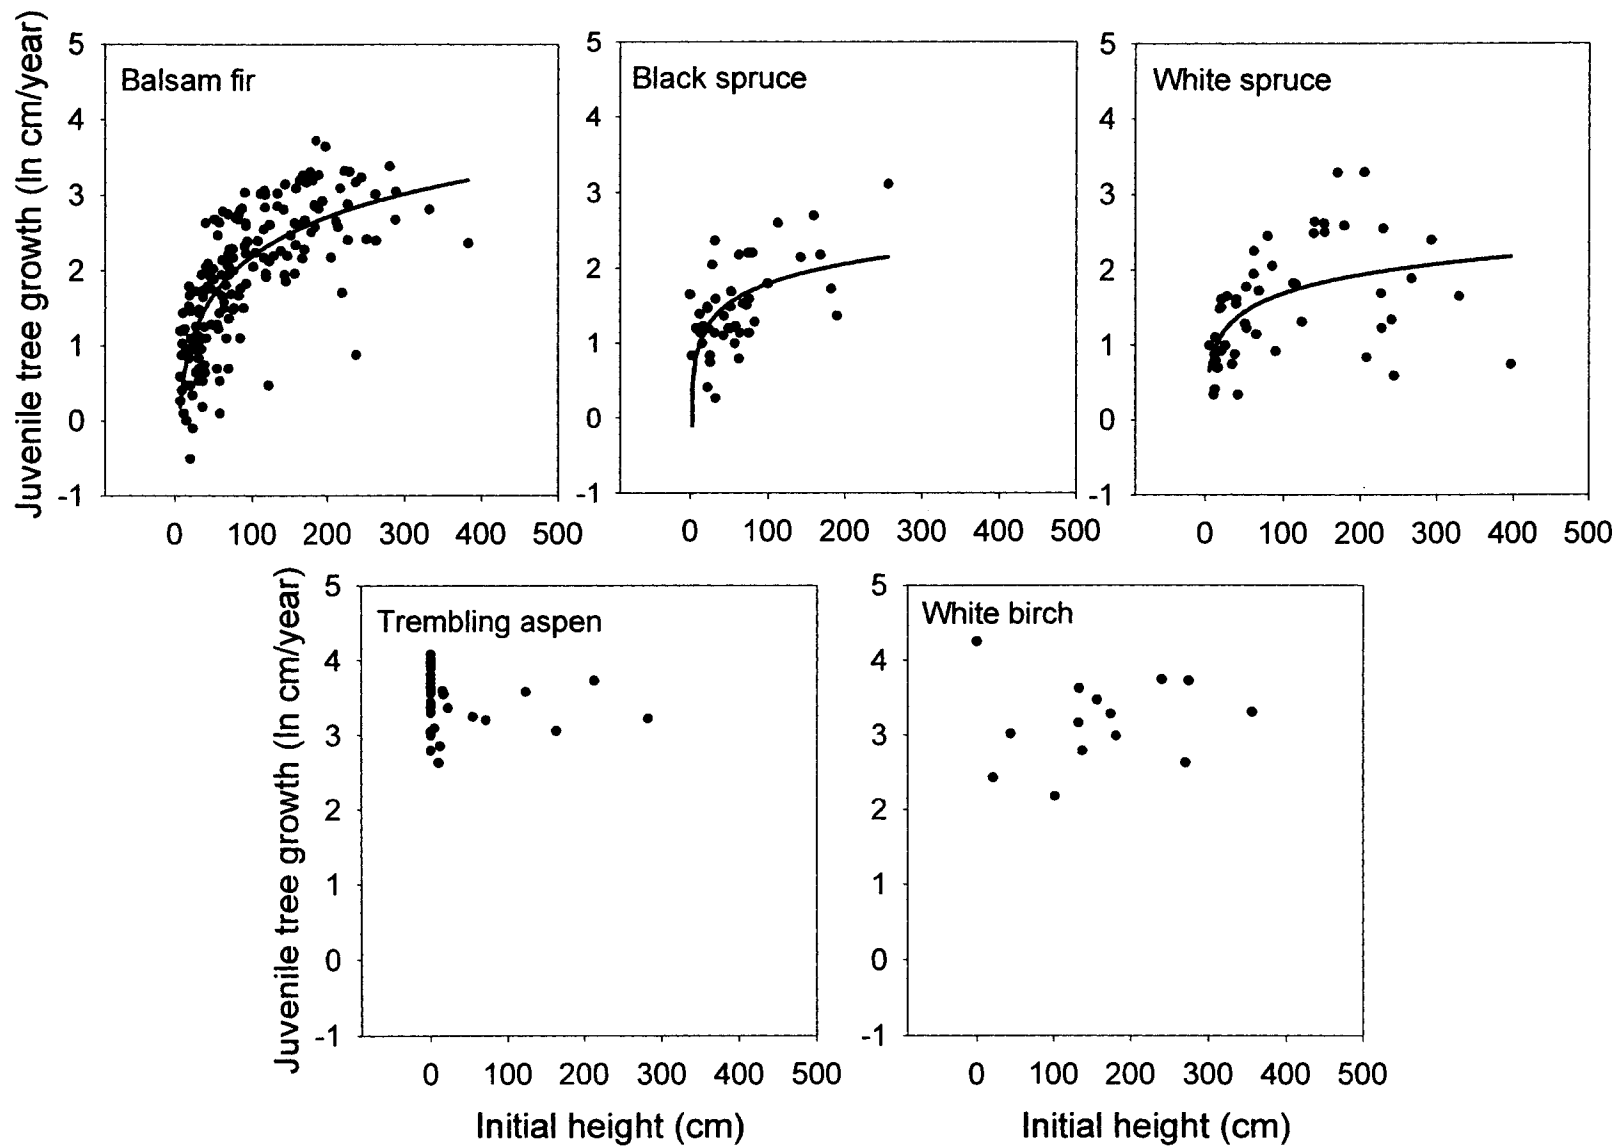 Juvenile tree growth (ln cm/year)
Balsam fir
5
4
3
2
1
0
-1
0 100 200 300 400 500
Black spruce
5
4
3
2
1
0
-1
0 100 200 300 400 500
White spruce
5
4
3
2
1
0
-1
0 100 200 300 400 500
Juvenile tree growth (ln cm/year)
Trembling aspen
5
4
3
2
1
0
-1
0 100 200 300 400 500
Initial height (cm)
White birch
5
4
3
2
1
0
-1
0 100 200 300 400 500
Initial height (cm)